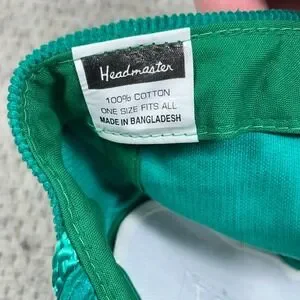 Headmaster
100% COTTON
ONE SIZE FITS ALL
MADE IN BANGLADESH